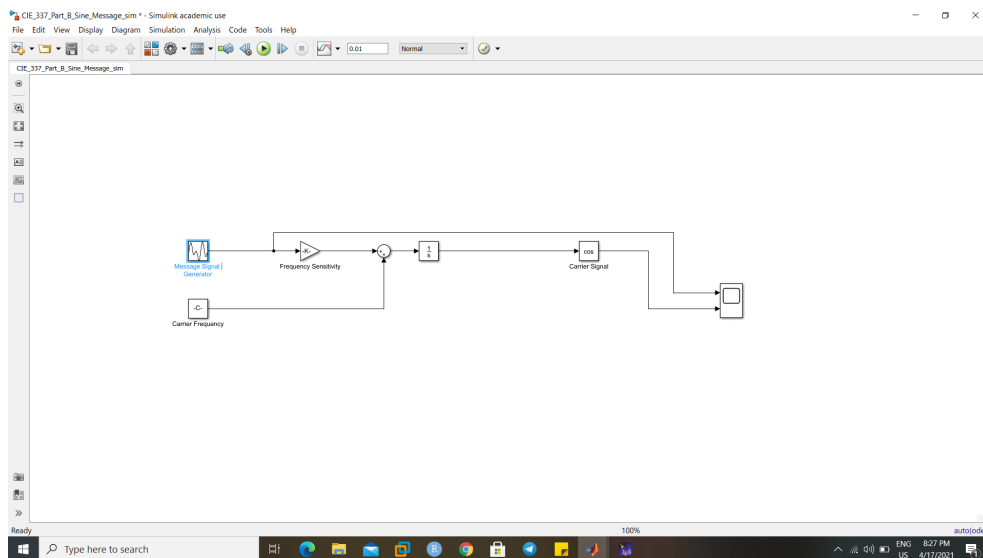 CIE_337_Part_B_Sine_Message_sim * - Simulink academic use
File Edit View Display Diagram Simulation Analysis Code Tools Help
0.01 Normal
CIE_337_Part_B_Sine_Message_sim
-K-
1
s
cos
Message Signal
Generator
Frequency Sensitivity
Carrier Signal
-C-
Carrier Frequency
Ready 100% auto(ode
Type here to search
ENG 8:27 PM
US 4/17/2021